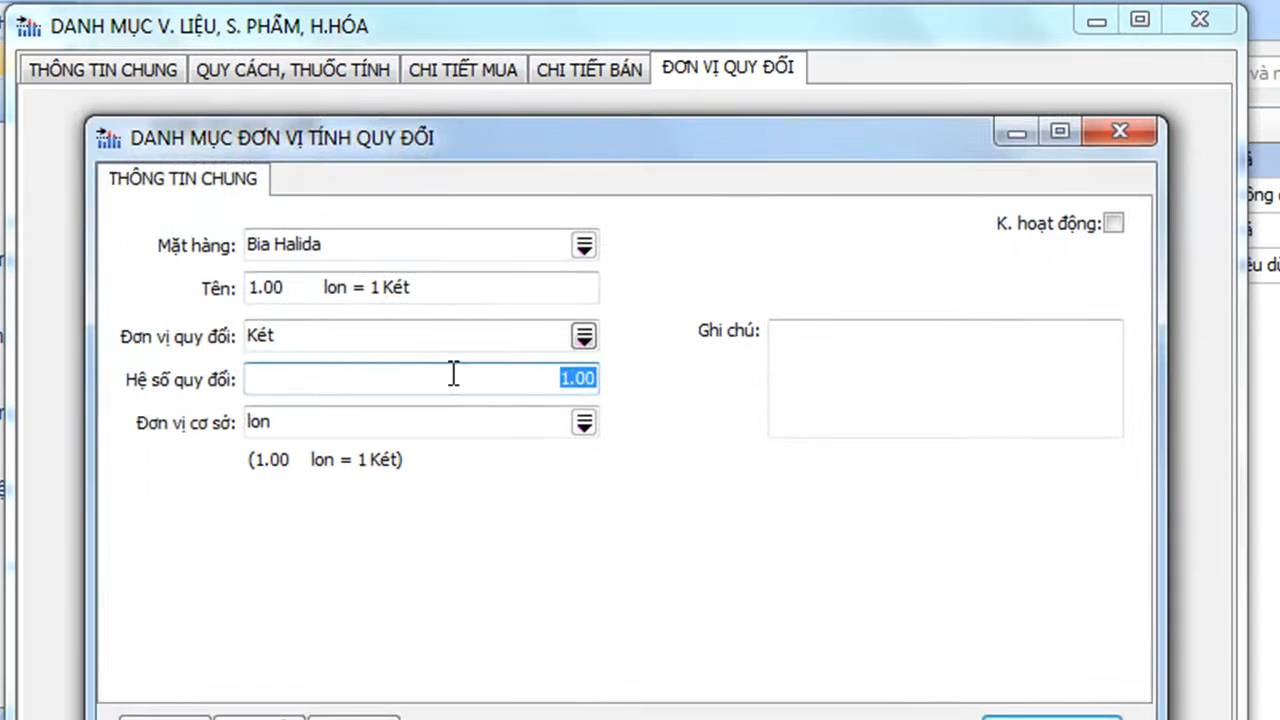 DANH MỤC V. LIỆU, S. PHẨM, H.HÓA
THÔNG TIN CHUNG
QUY CÁCH, THUỐC TÍNH
CHI TIẾT MUA
CHI TIẾT BÁN
ĐƠN VỊ QUY ĐỔI
DANH MỤC ĐƠN VỊ TÍNH QUY ĐỔI
THÔNG TIN CHUNG
K. hoạt động:
Mặt hàng: Bia Halida
Tên: 1.00 lon = 1 Két
Đơn vị quy đổi: Két
Ghi chú:
Hệ số quy đổi: 1.00
Đơn vị cơ sở: lon
(1.00 lon = 1 Két)